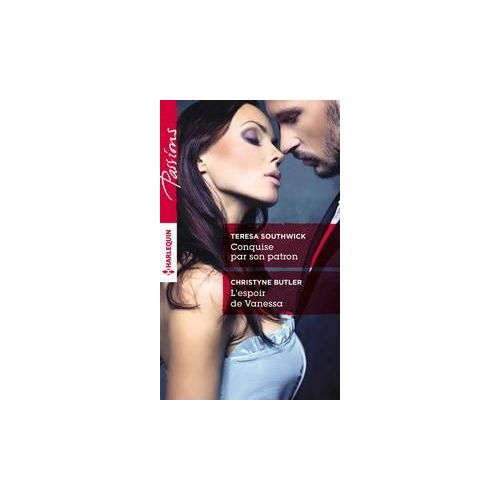 Passions
HARLEQUIN
TERESA SOUTHWICK
Conquise
par son patron
CHRISTYNE BUTLER
L'espoir
de Vanessa